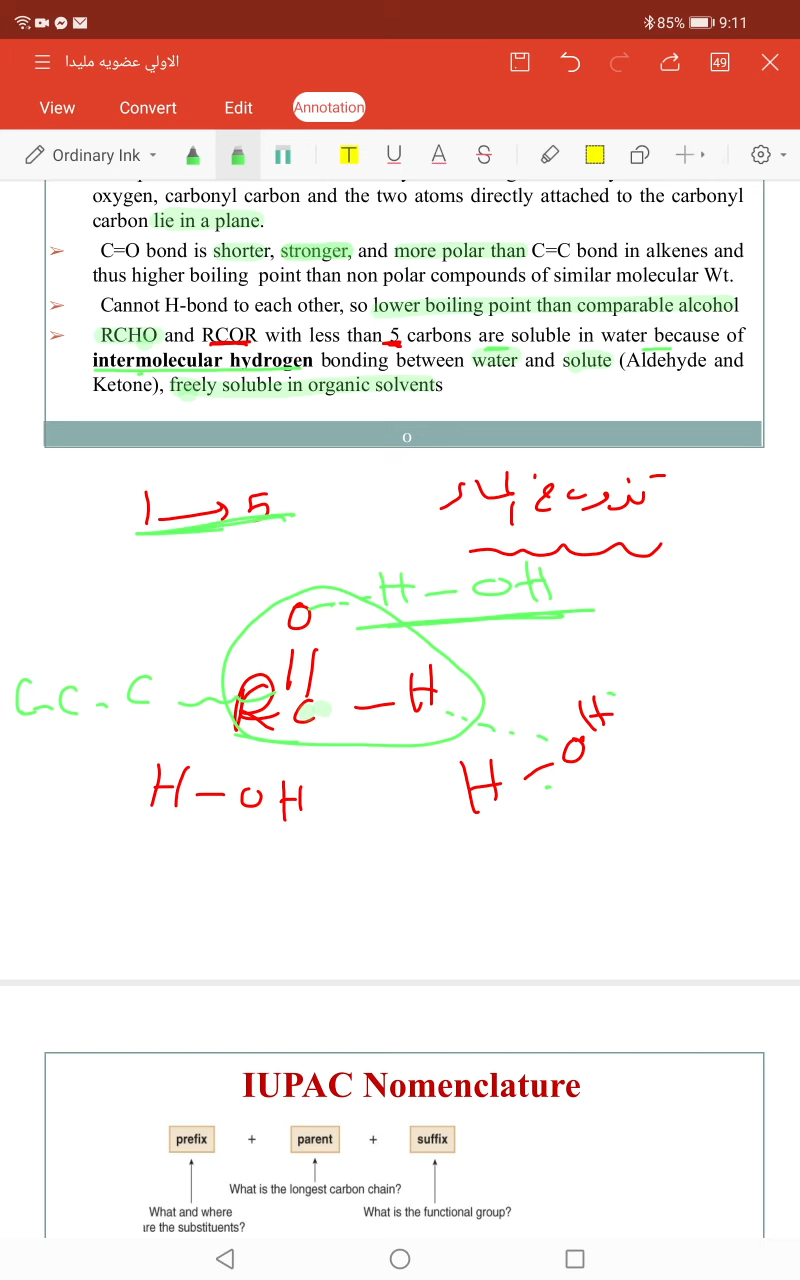 85% 9:11
الاولي عضويه مليدا
49
View Convert Edit Annotation
Ordinary Ink T U A S
oxygen, carbonyl carbon and the two atoms directly attached to the carbonyl
carbon lie in a plane.
➢ C=O bond is shorter, stronger, and more polar than C=C bond in alkenes and
thus higher boiling point than non polar compounds of similar molecular Wt.
➢ Cannot H-bond to each other, so lower boiling point than comparable alcohol
➢ RCHO and RCOR with less than 5 carbons are soluble in water because of
intermolecular hydrogen bonding between water and solute (Aldehyde and
Ketone), freely soluble in organic solvents
1 → 5
H - OH
O
C - C - C
R C - H
H
O
H - OH
H -
IUPAC Nomenclature
prefix + parent + suffix
What is the longest carbon chain?
What and where What is the functional group?
are the substituents?